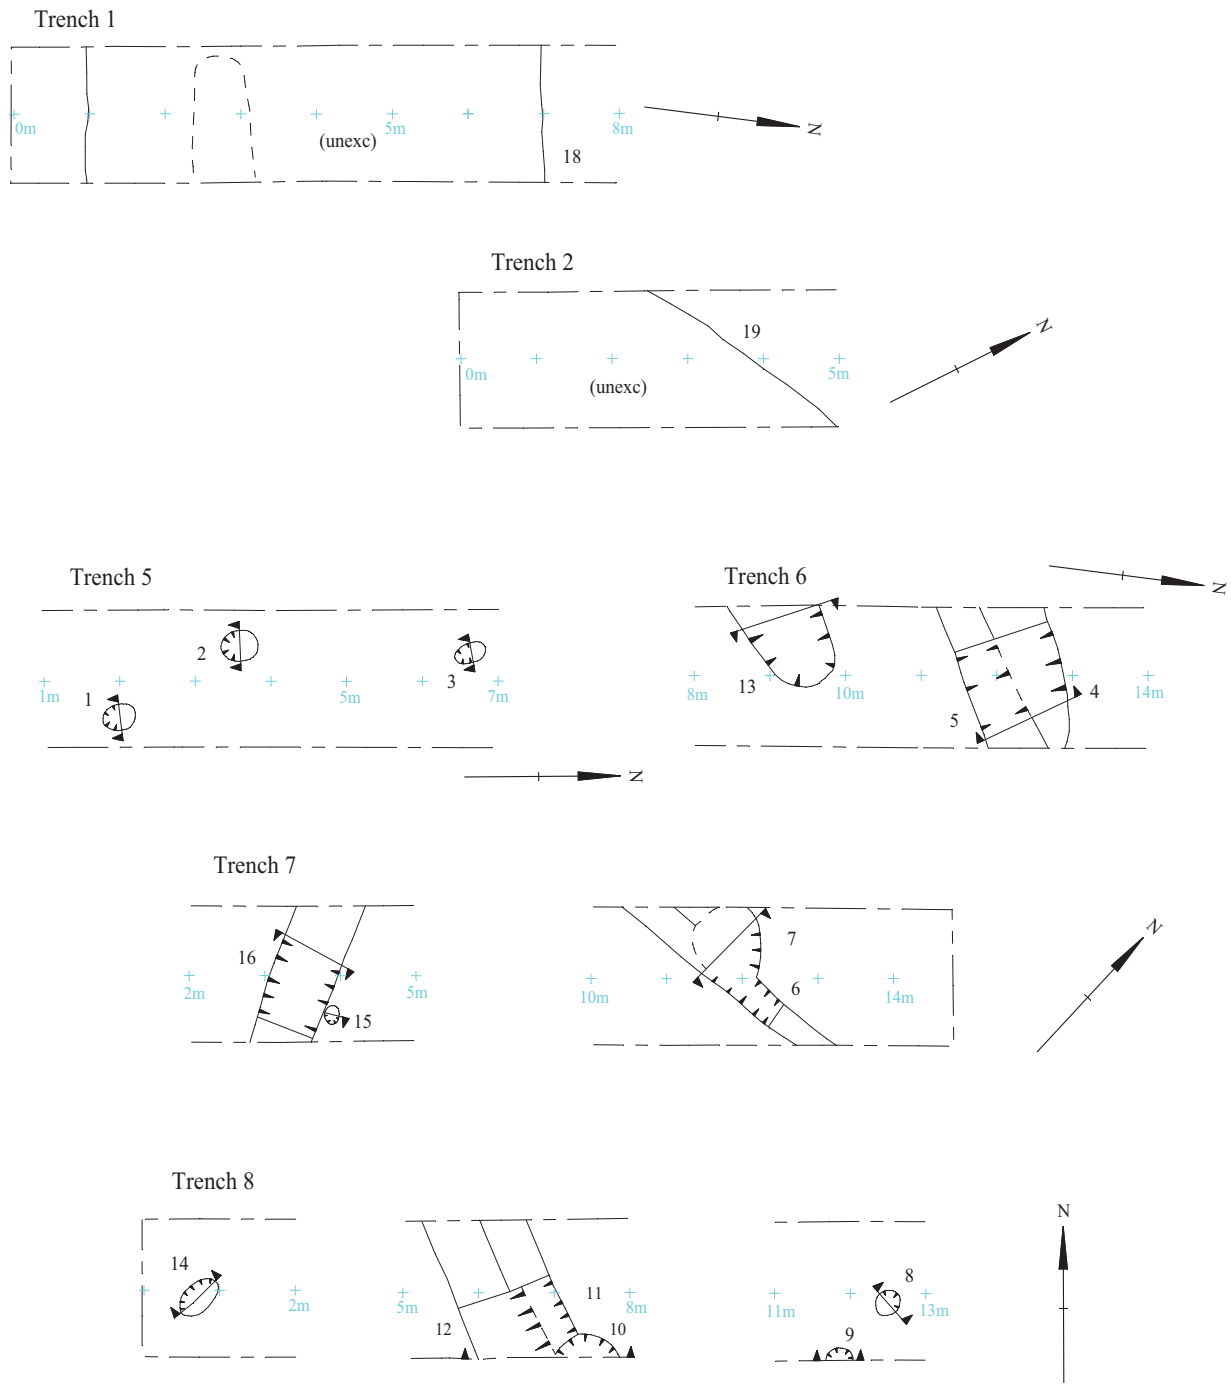 Trench 1
0m
(unexc)
5m
18
8m
N
Trench 2
0m
(unexc)
19
5m
N
Trench 5
1m
1
2
5m
3
7m
N
Trench 6
8m
13
10m
5
4
14m
N
Trench 7
2m
16
15
5m
10m
7
6
14m
N
Trench 8
14
2m
5m
12
11
10
8m
11m
8
9
13m
N